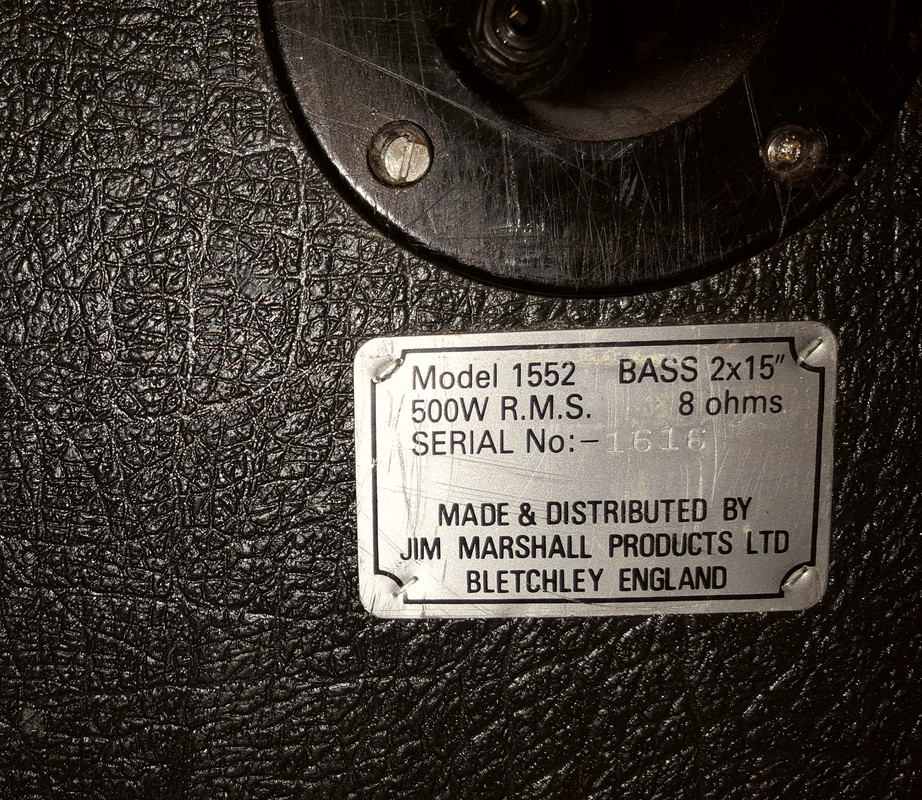 Model 1552 BASS 2x15"
500W R.M.S. 8 ohms
SERIAL No:- 1616
MADE & DISTRIBUTED BY
JIM MARSHALL PRODUCTS LTD
BLETCHLEY ENGLAND